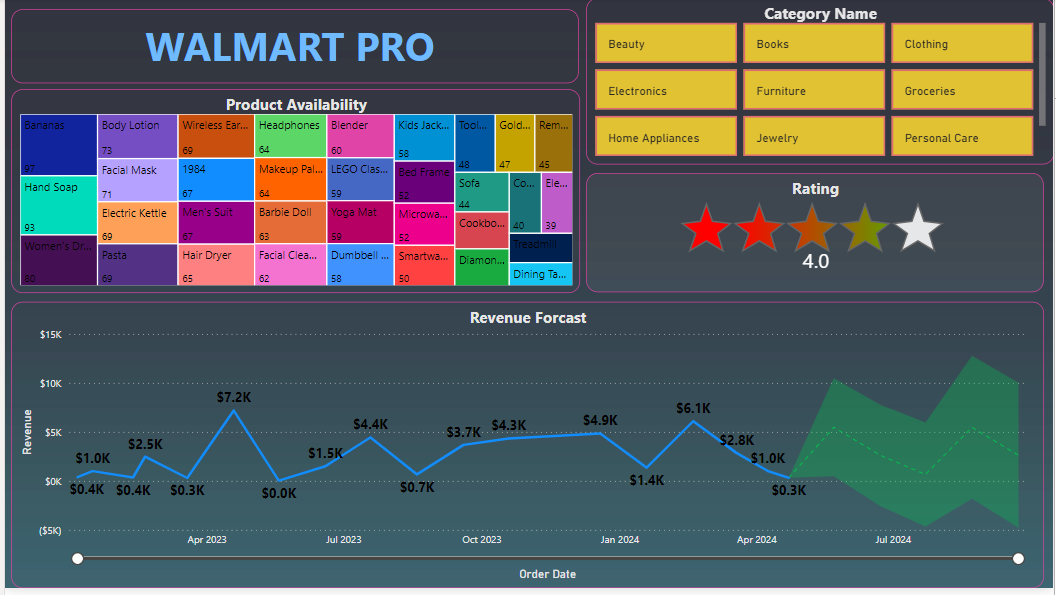 WALMART PRO
Category Name
Beauty
Books
Clothing
Electronics
Furniture
Groceries
Home Appliances
Jewelry
Personal Care
Product Availability
Bananas
97
Hand Soap
93
Women's Dr...
80
Body Lotion
73
Facial Mask
71
Electric Kettle
69
Pasta
69
Wireless Ear...
69
1984
67
Men's Suit
67
Hair Dryer
65
Headphones
64
Makeup Pal...
64
Barbie Doll
63
Facial Clea...
62
Blender
60
LEGO Clas...
59
Yoga Mat
59
Dumbbell ...
58
Kids Jack...
58
Bed Frame
52
Microwa...
52
Smartwa...
50
Tool...
48
Gold...
47
Rem...
45
Sofa
44
Cookbo...
Diamon...
Co...
40
Ele...
39
Treadmill
Dining Ta...
Rating
4.0
Revenue Forcast
Revenue
$15K
$10K
$5K
$0K
($5K)
$0.4K
$1.0K
$0.4K
$2.5K
$0.3K
$7.2K
$0.0K
$1.5K
$4.4K
$0.7K
$3.7K
$4.3K
$4.9K
$1.4K
$6.1K
$2.8K
$1.0K
$0.3K
Apr 2023
Jul 2023
Oct 2023
Jan 2024
Apr 2024
Jul 2024
Order Date